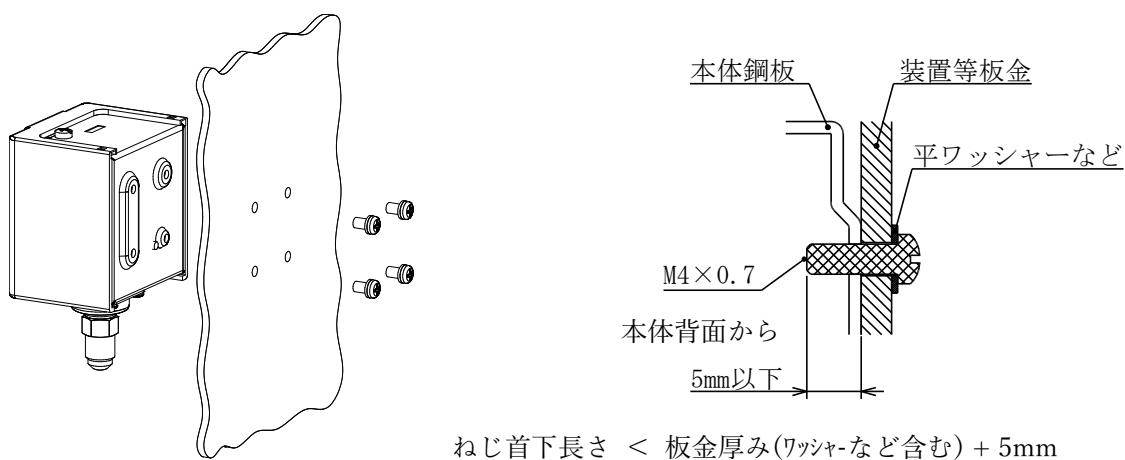 本体鋼板
装置等板金
平ワッシャーなど
M4×0.7
本体背面から
5mm以下
ねじ首下長さ < 板金厚み(ワッシャーなど含む) + 5mm